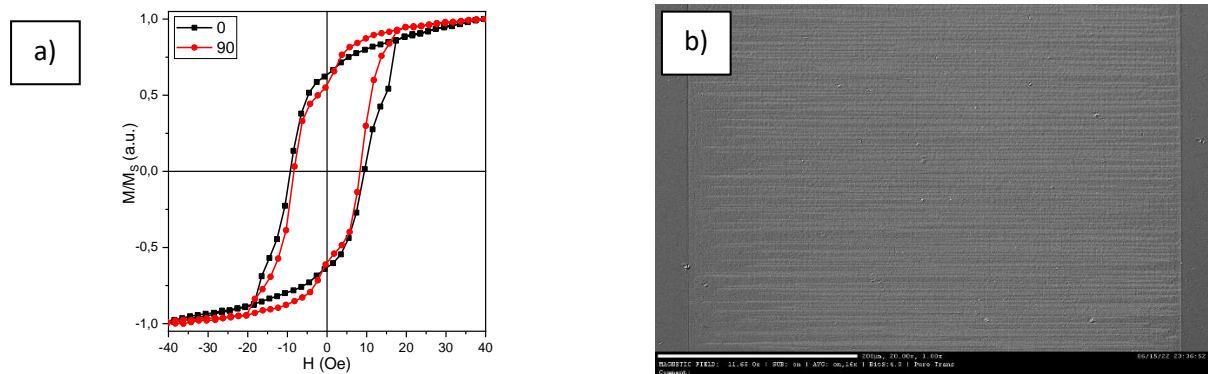 a)
b)
0
90
1,0
0,5
0,0
-0,5
-1,0
M/MS (a.u.)
-40 -30 -20 -10 0 10 20 30 40
H (Oe)
200µm, 20.00x, 1.00x
MAGNETIC FIELD: 11.68 Oe | SUB: on | AVG: on,16x | BitS:4.3 | Pure Trans
06/15/22 23:36:52
Comment: